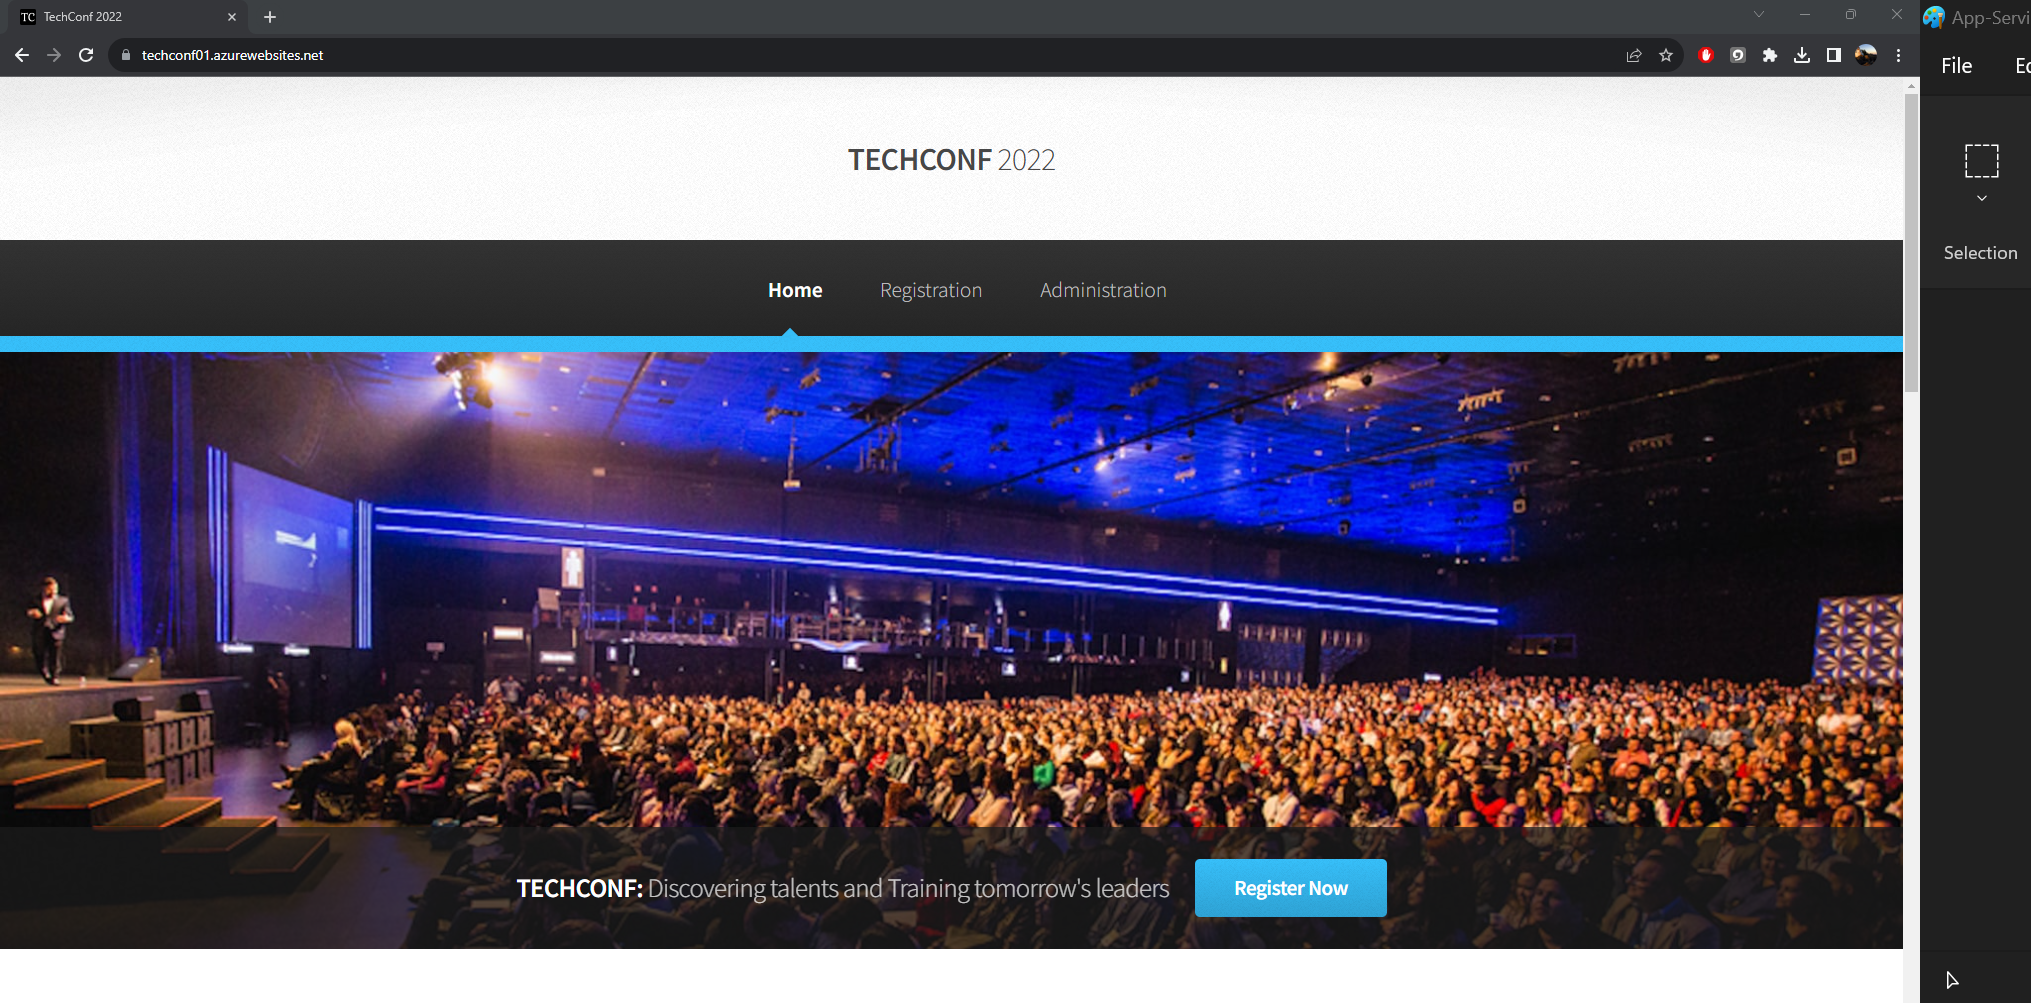 TC TechConf 2022
App-Servi
techconf01.azurewebsites.net
File
TECHCONF 2022
Selection
Home Registration Administration
TECHCONF: Discovering talents and Training tomorrow's leaders
Register Now